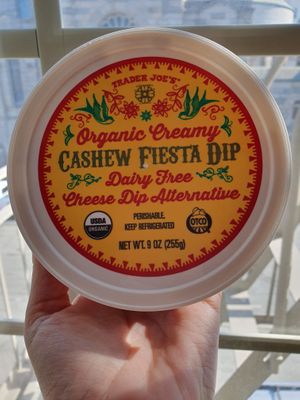 TRADER JOE'S®
Organic Creamy
CASHEW FIESTA DIP
Dairy Free
Cheese Dip Alternative
USDA
ORGANIC
PERISHABLE,
KEEP REFRIGERATED
OTCO
NET WT. 9 OZ (255g)